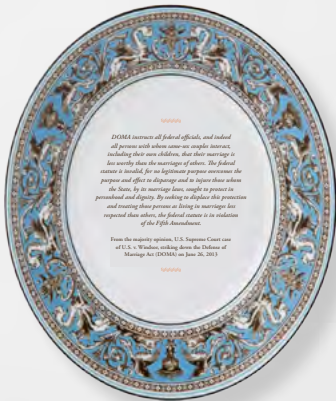 DOMA instructs all federal officials, and indeed
all persons with whom same-sex couples interact,
including their own children, that their marriage is
less worthy than the marriages of others. The federal
statute is invalid, for no legitimate purpose overcomes the
purpose and effect to disparage and to injure those whom
the State, by its marriage laws, sought to protect in
personhood and dignity. By seeking to displace this protection
and treating those persons as living in marriages less
respected than others, the federal statute is in violation
of the Fifth Amendment.
From the majority opinion, U.S. Supreme Court case
of U.S. v. Windsor, striking down the Defense of
Marriage Act (DOMA) on June 26, 2013